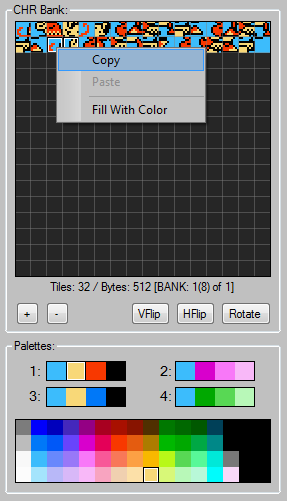 CHR Bank:
Copy
Paste
Fill With Color
Tiles: 32 / Bytes: 512 [BANK: 1(8) of 1]
+ - VFlip HFlip Rotate
Palettes:
1: 2:
3: 4: